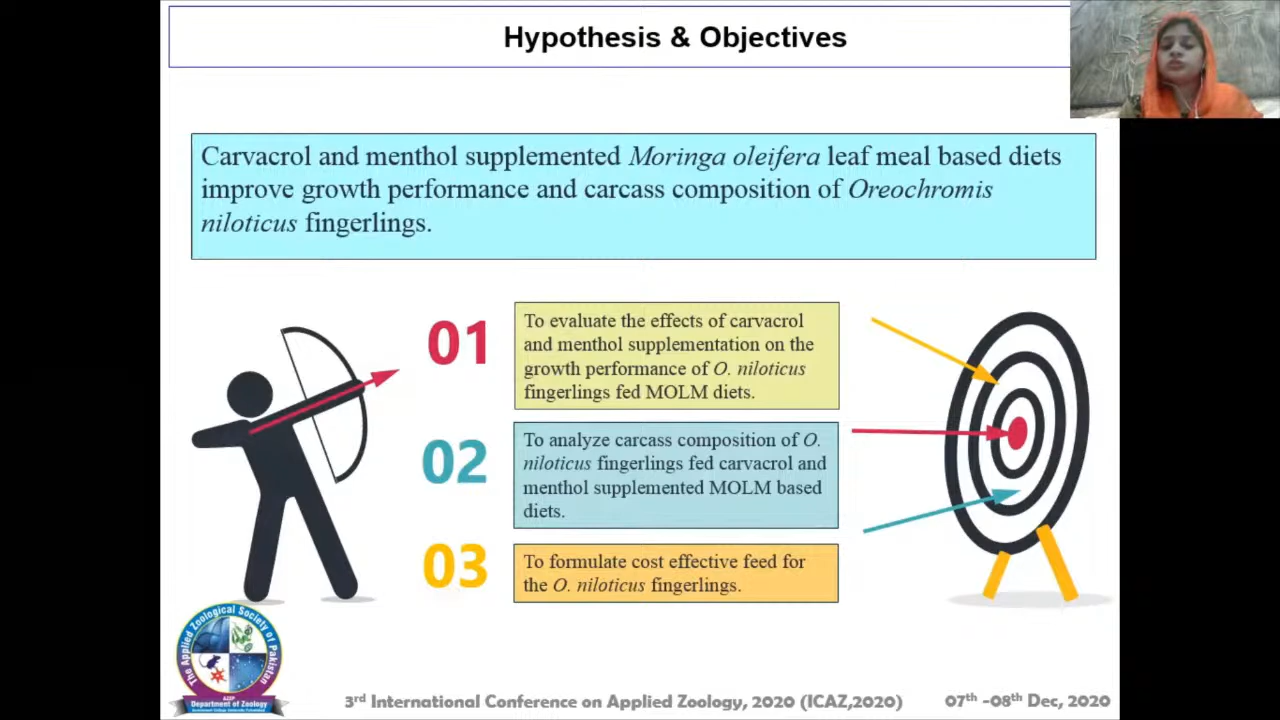 Hypothesis & Objectives
Carvacrol and menthol supplemented Moringa oleifera leaf meal based diets
improve growth performance and carcass composition of Oreochromis
niloticus fingerlings.
01
To evaluate the effects of carvacrol
and menthol supplementation on the
growth performance of O. niloticus
fingerlings fed MOLM diets.
02
To analyze carcass composition of O.
niloticus fingerlings fed carvacrol and
menthol supplemented MOLM based
diets.
03
To formulate cost effective feed for
the O. niloticus fingerlings.
The Applied Zoological Society of Pakistan
Department of Zoology
3rd International Conference on Applied Zoology, 2020 (ICAZ,2020)
07th -08th Dec, 2020